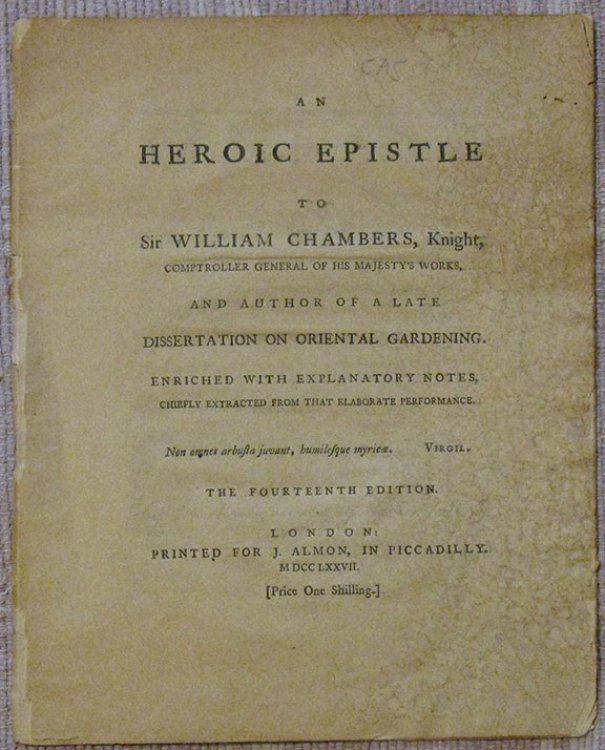 CA5
AN
HEROIC EPISTLE
TO
Sir WILLIAM CHAMBERS, Knight,
COMPTROLLER GENERAL OF HIS MAJESTY'S WORKS,
AND AUTHOR OF A LATE
DISSERTATION ON ORIENTAL GARDENING.
ENRICHED WITH EXPLANATORY NOTES,
CHIEFLY EXTRACTED FROM THAT ELABORATE PERFORMANCE.
Non omnes arbuſta juvant, humileſque myricæ. VIRGIL.
THE FOURTEENTH EDITION.
LONDON:
PRINTED FOR J. ALMON, IN PICCADILLY.
MDCCLXXVII.
[Price One Shilling.]